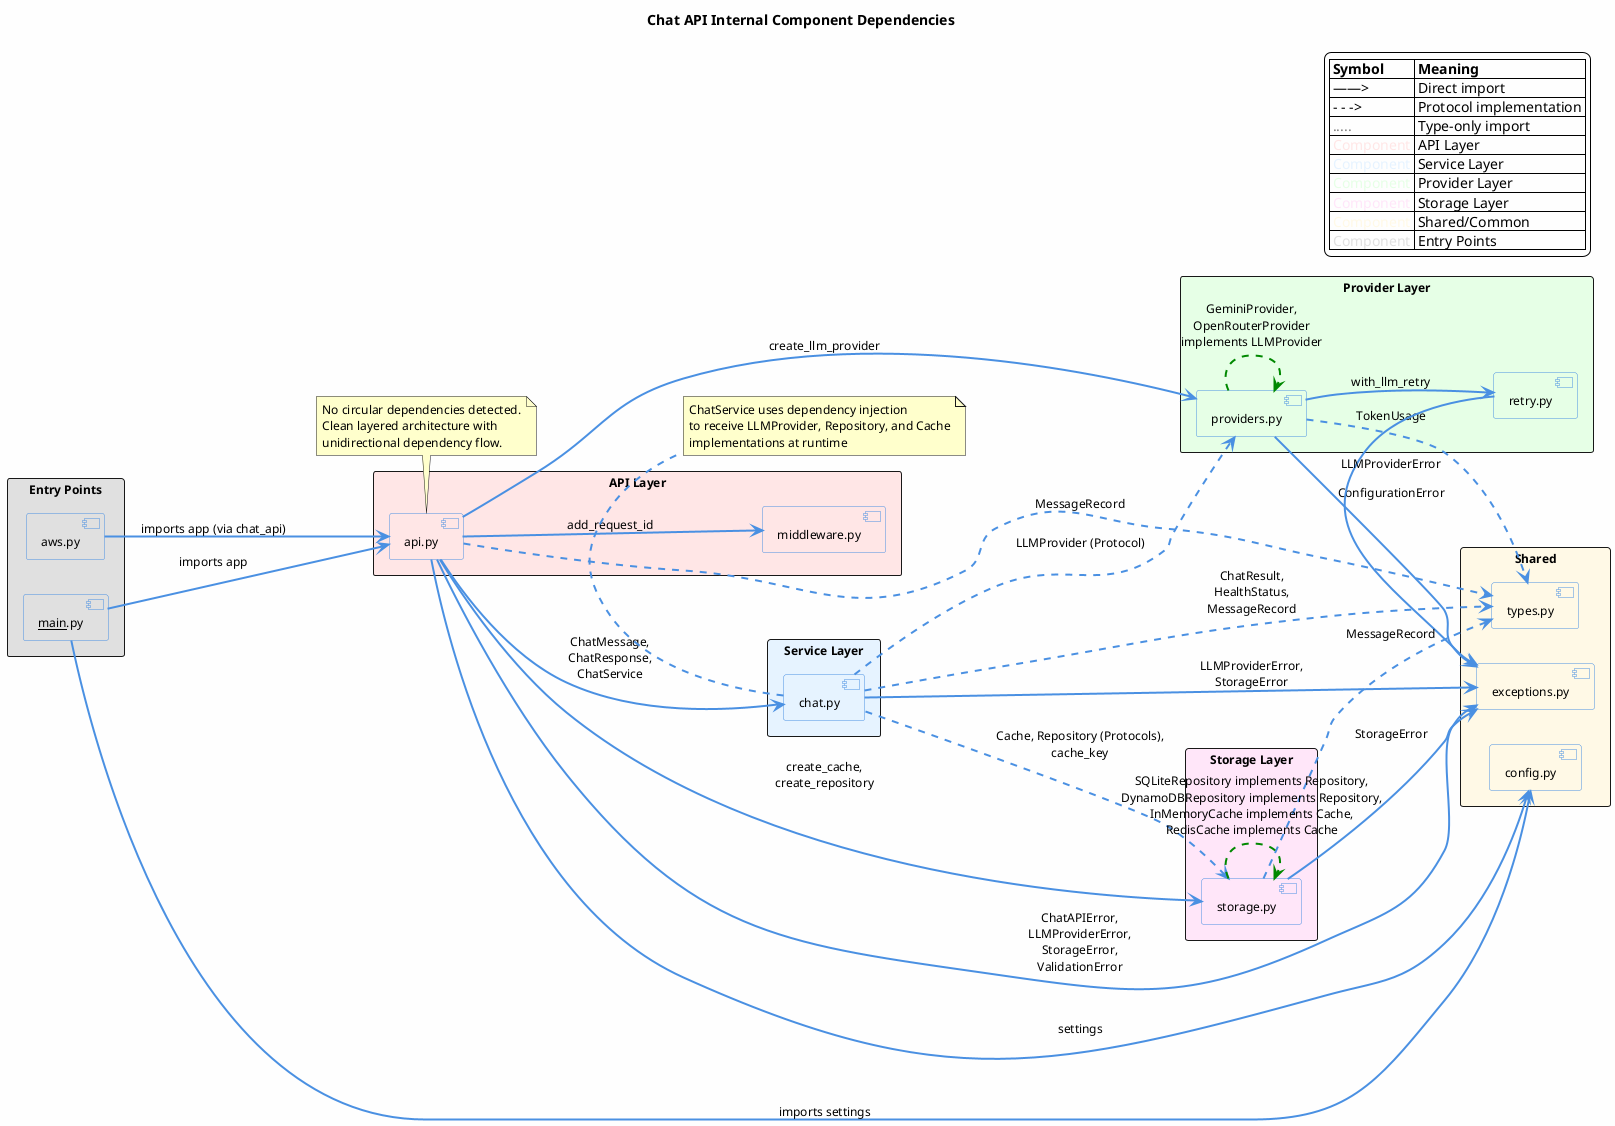 Chat API Internal Component Dependencies
Symbol Meaning
——> Direct import
- - -> Protocol implementation
..... Type-only import
Component API Layer
Component Service Layer
Component Provider Layer
Component Storage Layer
Component Shared/Common
Component Entry Points
Provider Layer
GeminiProvider,
OpenRouterProvider
implements LLMProvider
providers.py
with_llm_retry
retry.py
TokenUsage
LLMProviderError
ConfigurationError
create_llm_provider
No circular dependencies detected.
Clean layered architecture with
unidirectional dependency flow.
ChatService uses dependency injection
to receive LLMProvider, Repository, and Cache
implementations at runtime
Entry Points
aws.py
main.py
imports app (via chat_api)
imports app
API Layer
api.py
add_request_id
middleware.py
MessageRecord
LLMProvider (Protocol)
ChatResult,
HealthStatus,
MessageRecord
ChatMessage,
ChatResponse,
ChatService
Service Layer
chat.py
LLMProviderError,
StorageError
MessageRecord
Shared
types.py
exceptions.py
config.py
Cache, Repository (Protocols),
cache_key
StorageError
create_cache,
create_repository
Storage Layer
SQLiteRepository implements Repository,
DynamoDBRepository implements Repository,
InMemoryCache implements Cache,
RedisCache implements Cache
storage.py
ChatAPIError,
LLMProviderError,
StorageError,
ValidationError
settings
imports settings